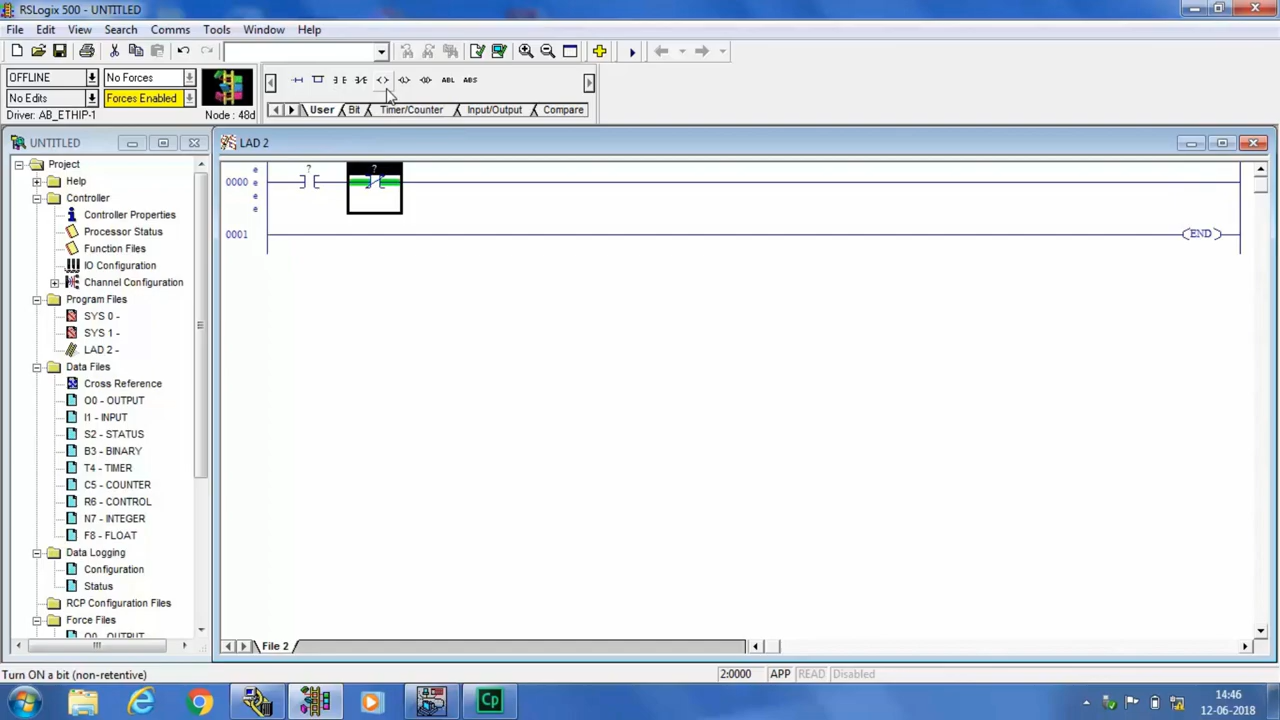 RSLogix 500 - UNTITLED
File Edit View Search Comms Tools Window Help
OFFLINE No Forces
No Edits Forces Enabled
Driver: AB_ETHIP-1 Node : 48d
ABL ABS
User Bit Timer/Counter Input/Output Compare
UNTITLED
Project
Help
Controller
Controller Properties
Processor Status
Function Files
IO Configuration
Channel Configuration
Program Files
SYS 0 -
SYS 1 -
LAD 2 -
Data Files
Cross Reference
O0 - OUTPUT
I1 - INPUT
S2 - STATUS
B3 - BINARY
T4 - TIMER
C5 - COUNTER
R6 - CONTROL
N7 - INTEGER
F8 - FLOAT
Data Logging
Configuration
Status
RCP Configuration Files
Force Files
O0 - OUTPUT
LAD 2
e ? ?
0000 e
e
e
0001 END
File 2
Turn ON a bit (non-retentive) 2:0000 APP READ Disabled
Cp
14:46
12-06-2018